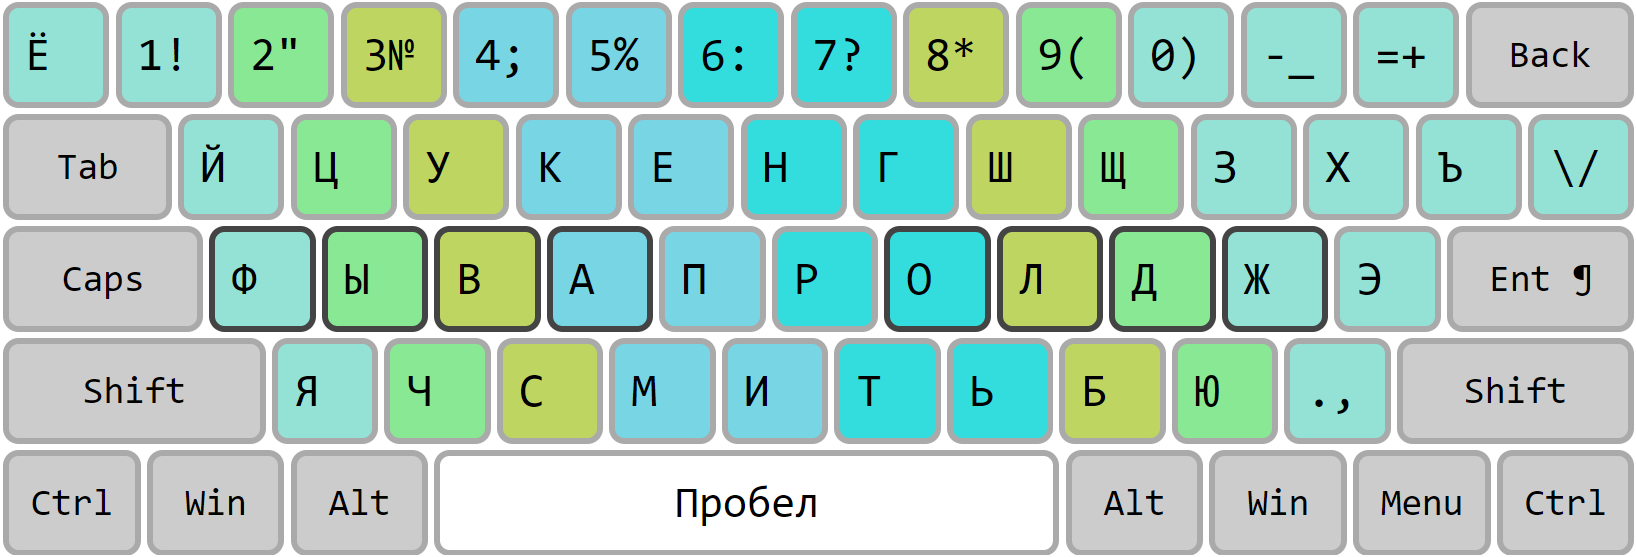 Ё 1! 2" 3№ 4; 5% 6: 7? 8* 9( 0) -_ =+ Back
Tab Й Ц У К Е Н Г Ш Щ З Х Ъ \/
Caps Ф Ы В А П Р О Л Д Ж Э Ent ¶
Shift Я Ч С М И Т Ь Б Ю ., Shift
Ctrl Win Alt Пробел Alt Win Menu Ctrl